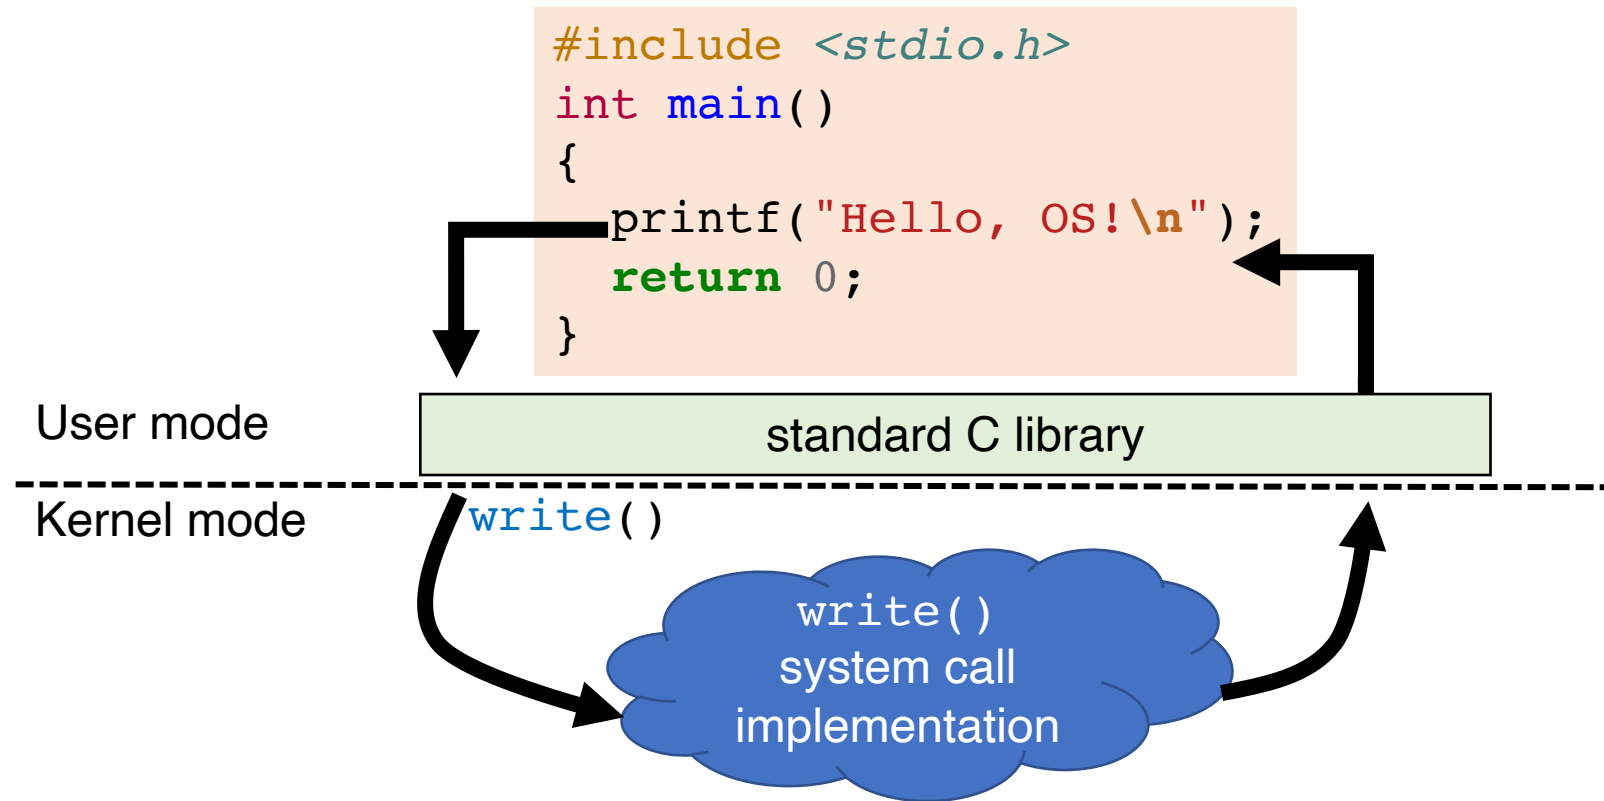 #include <stdio.h>
int main()
{
  printf("Hello, OS!\n");
  return 0;
}
User mode
standard C library
Kernel mode
write()
write()
system call
implementation